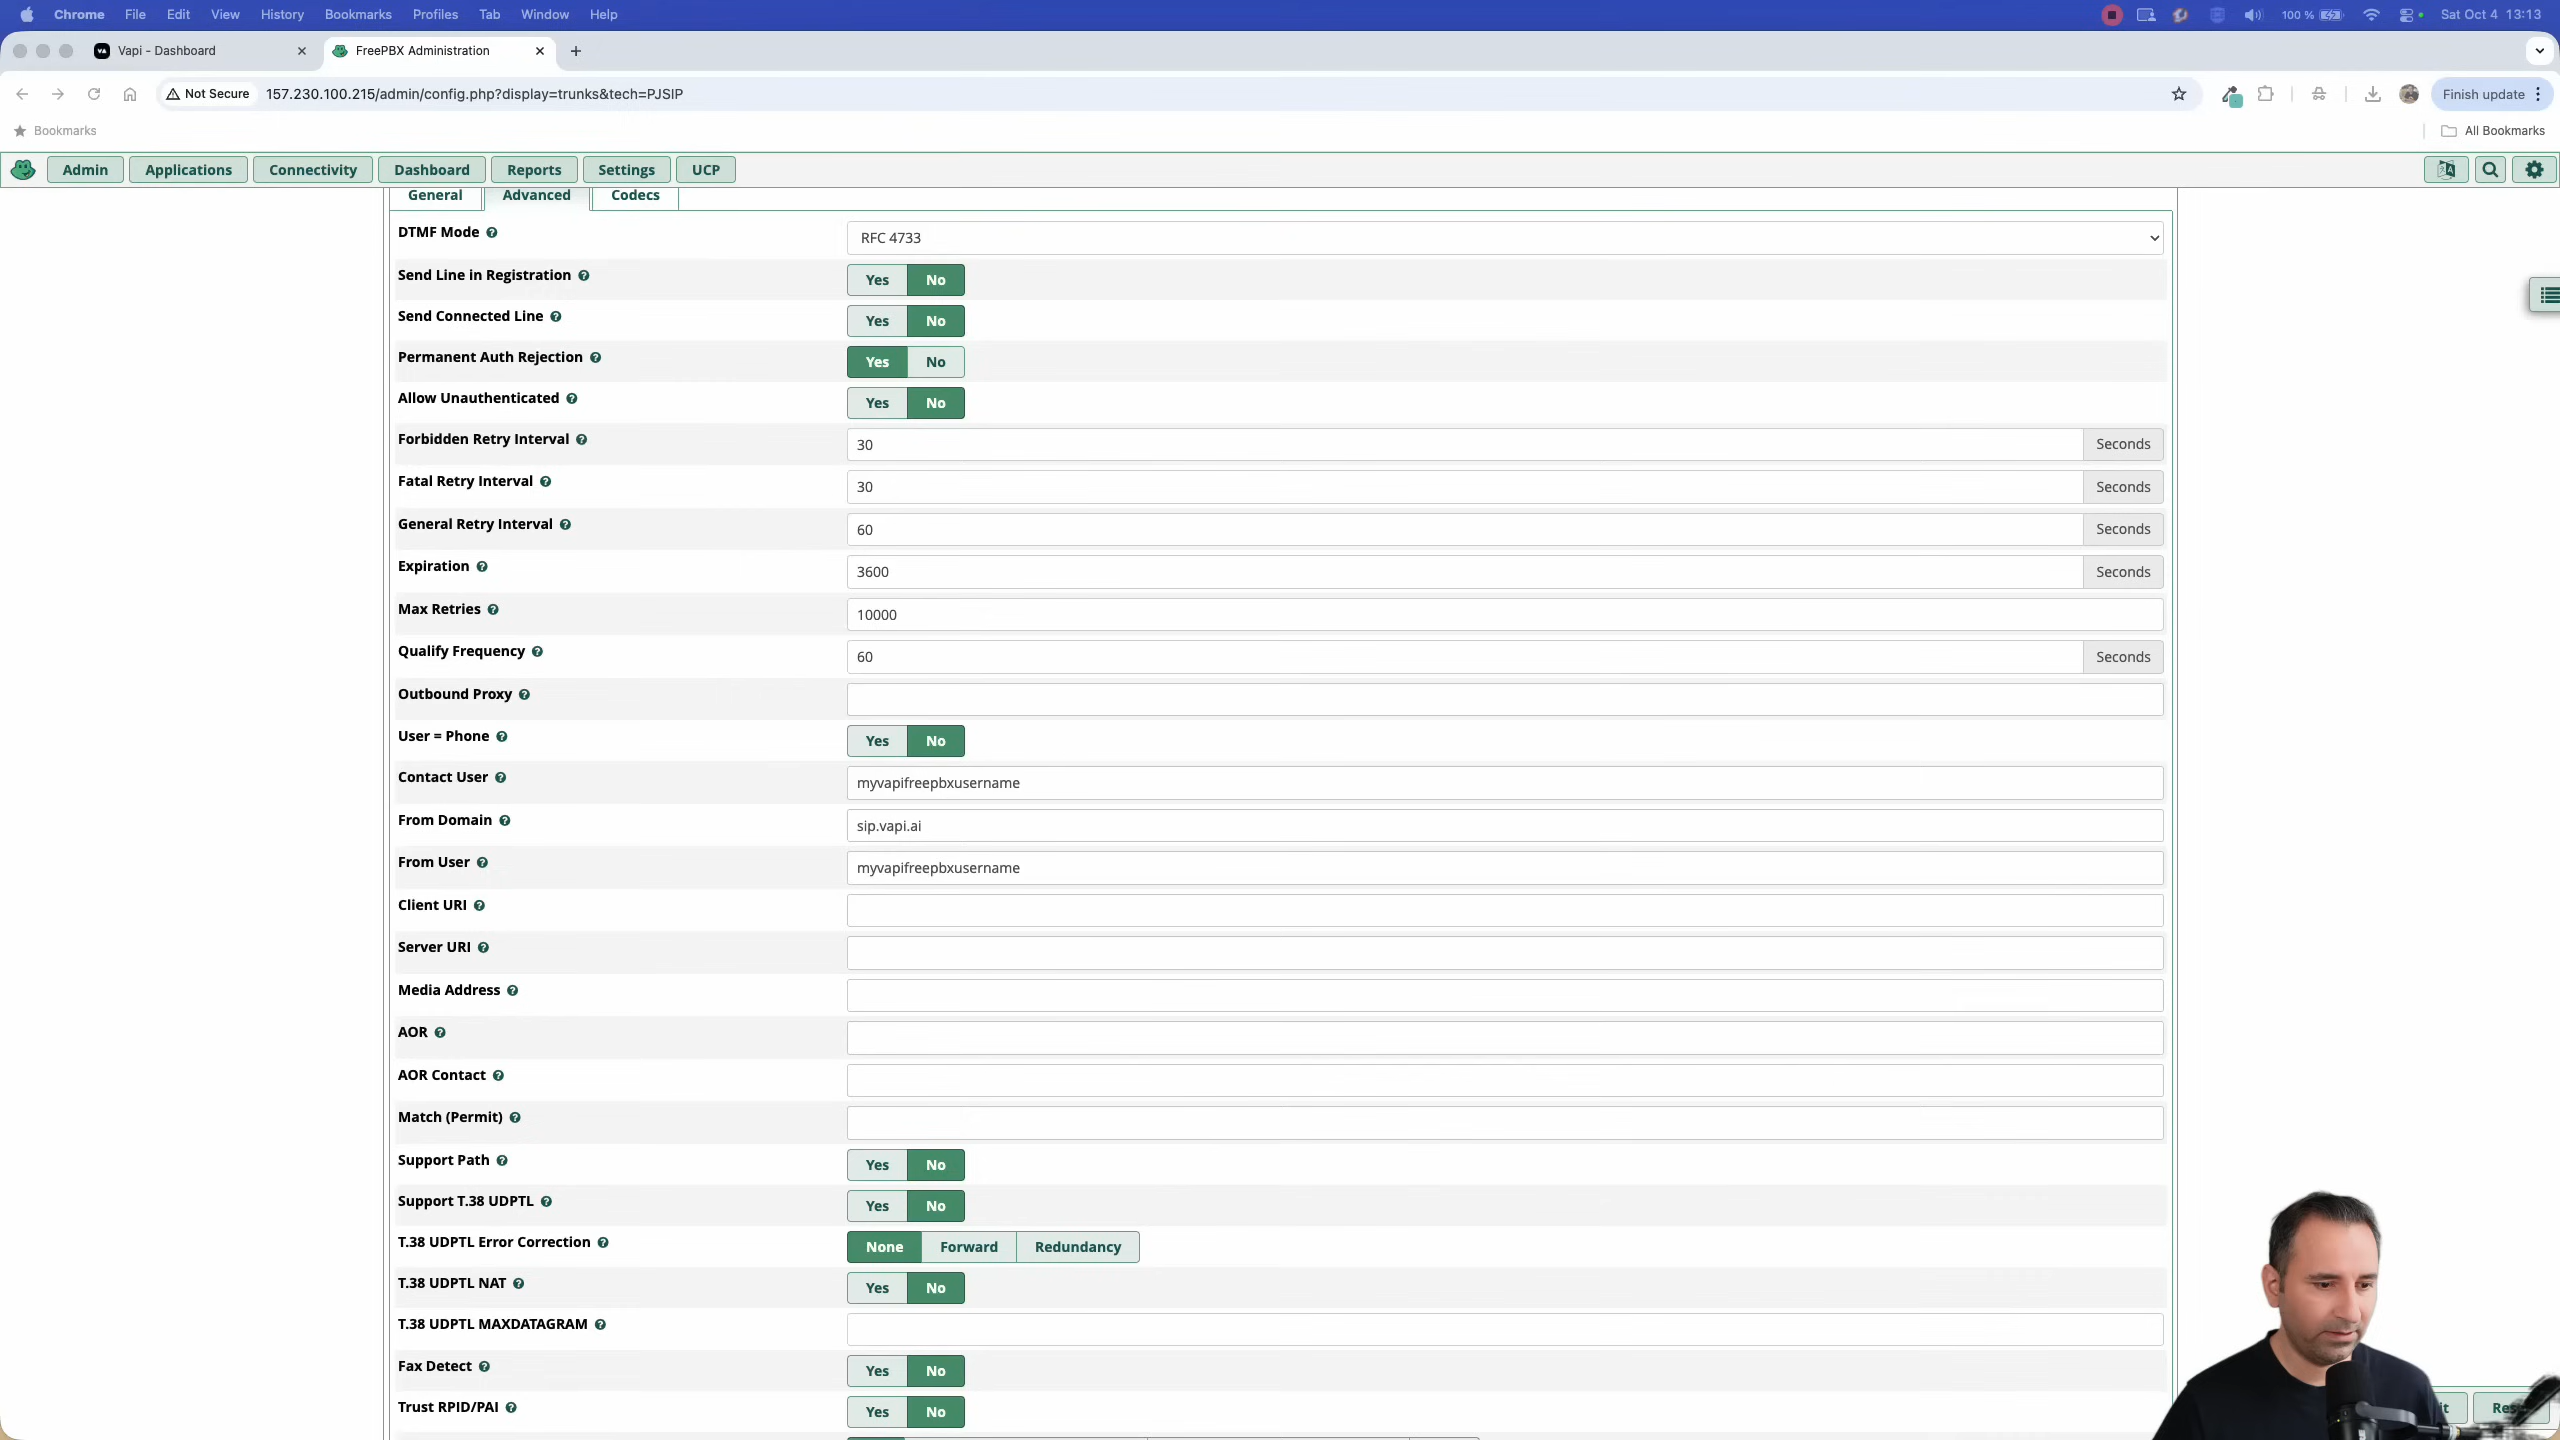 Chrome File Edit View History Bookmarks Profiles Tab Window Help 100 % Sat Oct 4 13:13
Vapi - Dashboard FreePBX Administration
Not Secure 157.230.100.215/admin/config.php?display=trunks&tech=PJSIP Finish update
Bookmarks All Bookmarks
Admin Applications Connectivity Dashboard Reports Settings UCP
General Advanced Codecs
DTMF Mode RFC 4733
Send Line in Registration Yes No
Send Connected Line Yes No
Permanent Auth Rejection Yes No
Allow Unauthenticated Yes No
Forbidden Retry Interval 30 Seconds
Fatal Retry Interval 30 Seconds
General Retry Interval 60 Seconds
Expiration 3600 Seconds
Max Retries 10000
Qualify Frequency 60 Seconds
Outbound Proxy
User = Phone Yes No
Contact User myvapifreepbxusername
From Domain sip.vapi.ai
From User myvapifreepbxusername
Client URI
Server URI
Media Address
AOR
AOR Contact
Match (Permit)
Support Path Yes No
Support T.38 UDPTL Yes No
T.38 UDPTL Error Correction None Forward Redundancy
T.38 UDPTL NAT Yes No
T.38 UDPTL MAXDATAGRAM
Fax Detect Yes No
Trust RPID/PAI Yes No